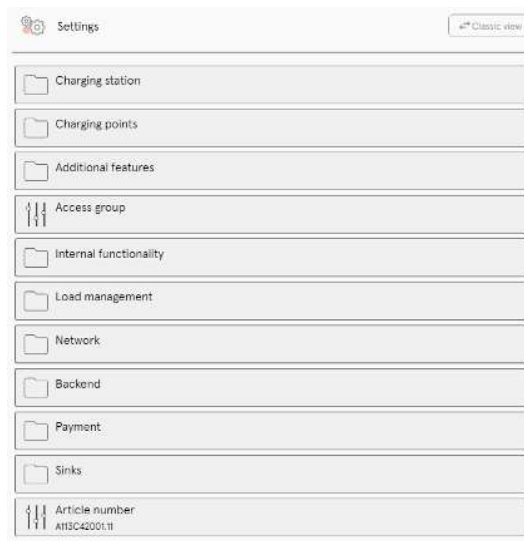 Settings
Classic view
Charging station
Charging points
Additional features
Access group
Internal functionality
Load management
Network
Backend
Payment
Sinks
Article number
A113C42001.11